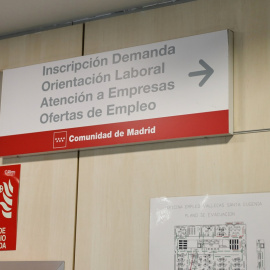 Inscripción Demanda
Orientación Laboral
Atención a Empresas
Ofertas de Empleo
Comunidad de Madrid